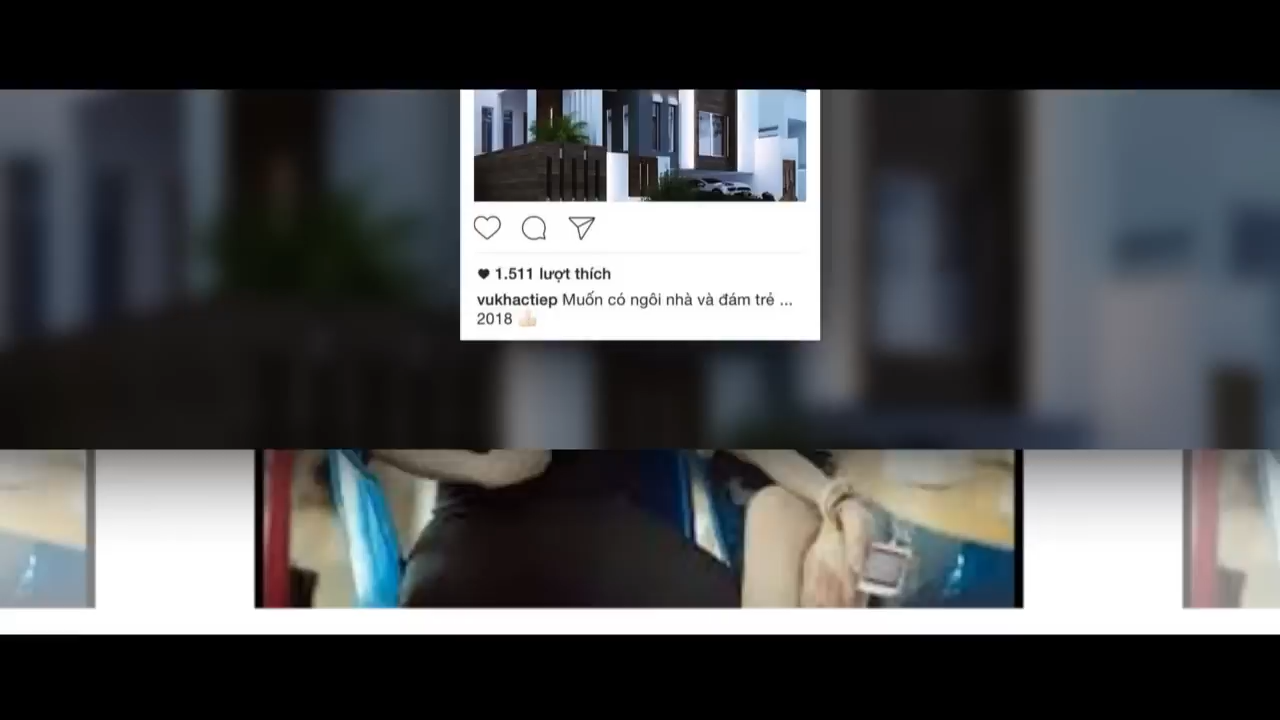 1.511 lượt thích
vukhactiep Muốn có ngôi nhà và đám trẻ ...
2018